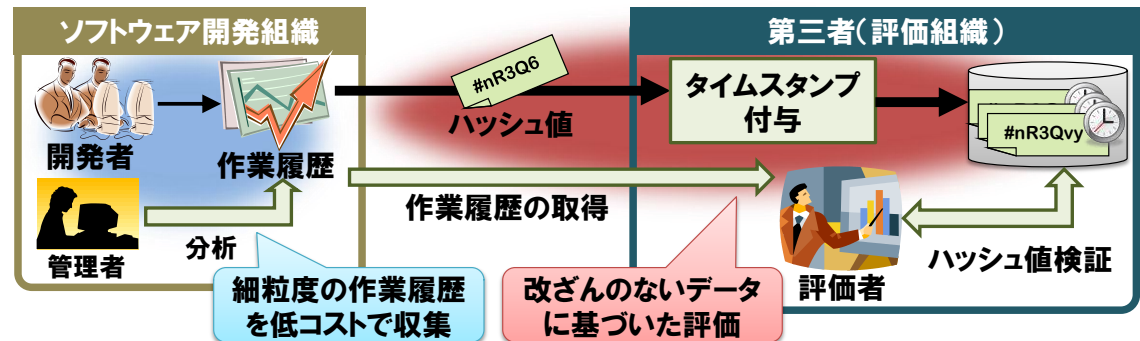 ソフトウェア開発組織
第三者(評価組織)
#nR3Q6
ハッシュ値
タイムスタンプ
付与
#nR3Qvy
開発者
作業履歴
作業履歴の取得
分析
管理者
評価者
ハッシュ値検証
細粒度の作業履歴
を低コストで収集
改ざんのないデータ
に基づいた評価